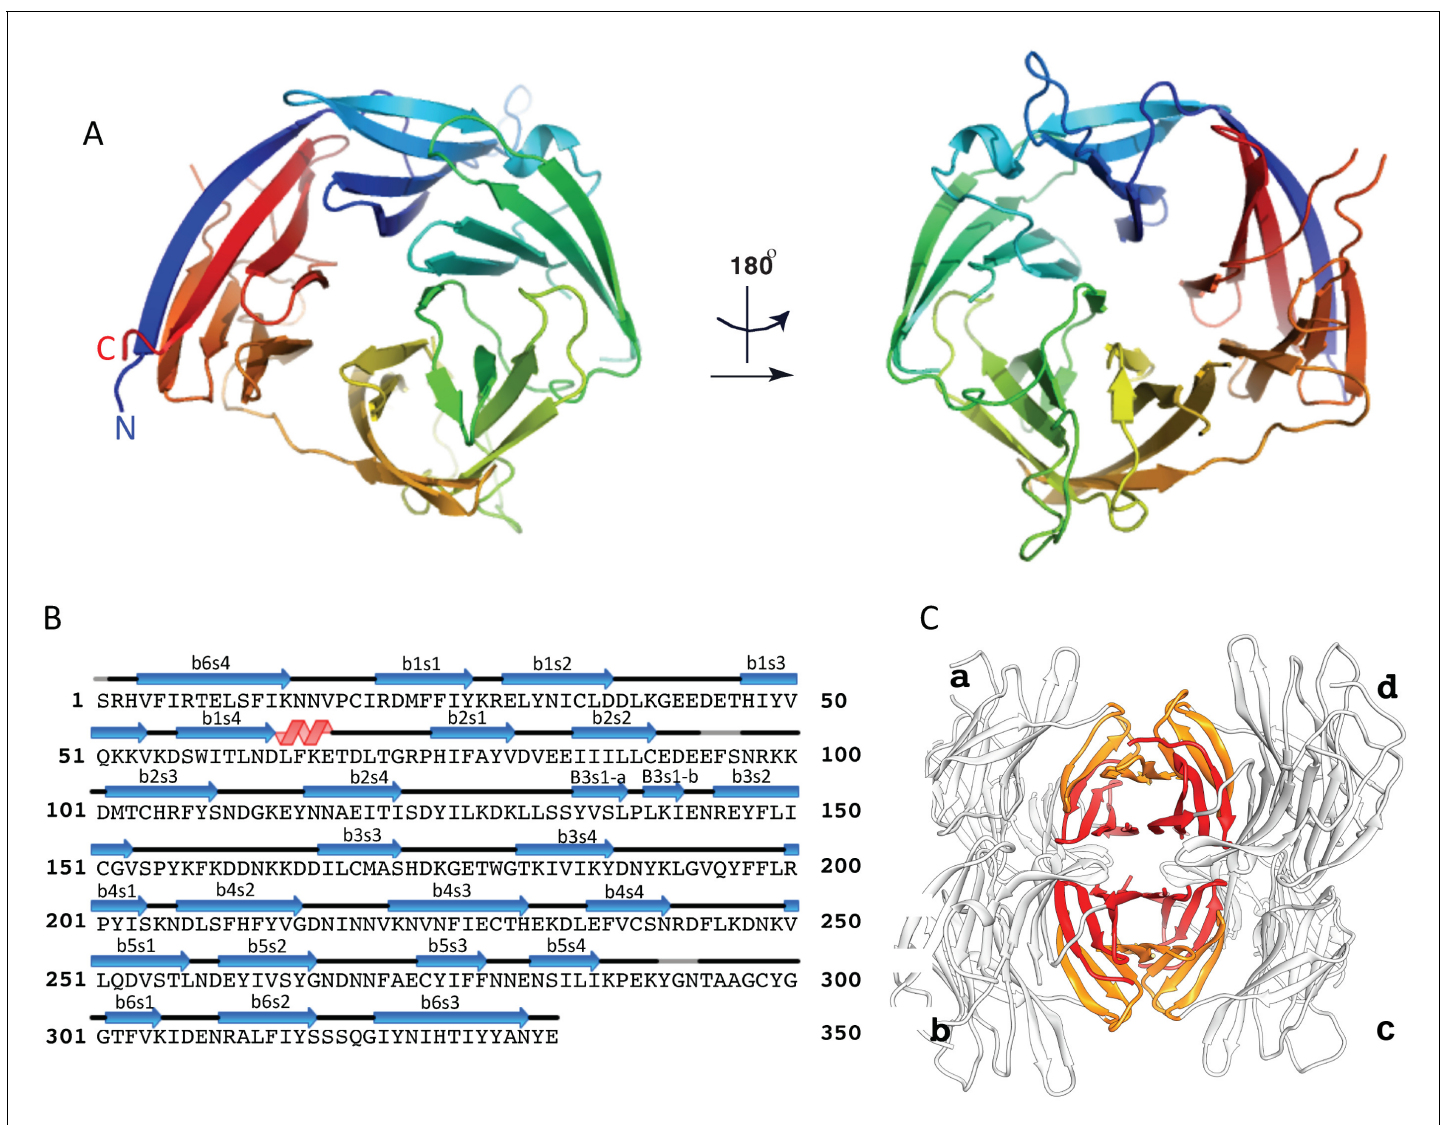 A
180°
C
N
B
C
b6s4 b1s1 b1s2 b1s3
1 SRHVFIRTELSFIKNNVPCIRDMFFIYKRELYNICLDDLKGEEDETHIYV 50
b1s4 b2s1 b2s2
51 QKKVKDSWITLNDLFKETDLTGRPHIFAYVDVEEIIILLCEDEEFSNRKK 100
b2s3 b2s4 B3s1-a B3s1-b b3s2
101 DMTCHRFYSNDGKEYNNAEITISDYILKDKLLSSYVSLPLKIENREYFLI 150
b3s3 b3s4
151 CGVSPYKFKDDNKKDDILCMASHDKGETWGTKIVIKYDNYKLGVQYFFLR 200
b4s1 b4s2 b4s3 b4s4
201 PYISKNDLSFHFYVGDNINNVKNVNFIECTHEKDLEFVCSNRDFLKDNKV 250
b5s1 b5s2 b5s3 b5s4
251 LQDVSTLNDEYIVSYGNDNNFAECYIFFNNENSILIKPEKYGNTAAGCYG 300
b6s1 b6s2 b6s3
301 GTFVKIDENRALFIYSSSQGIYNIHTIYYANYE 350
a
d
b
c